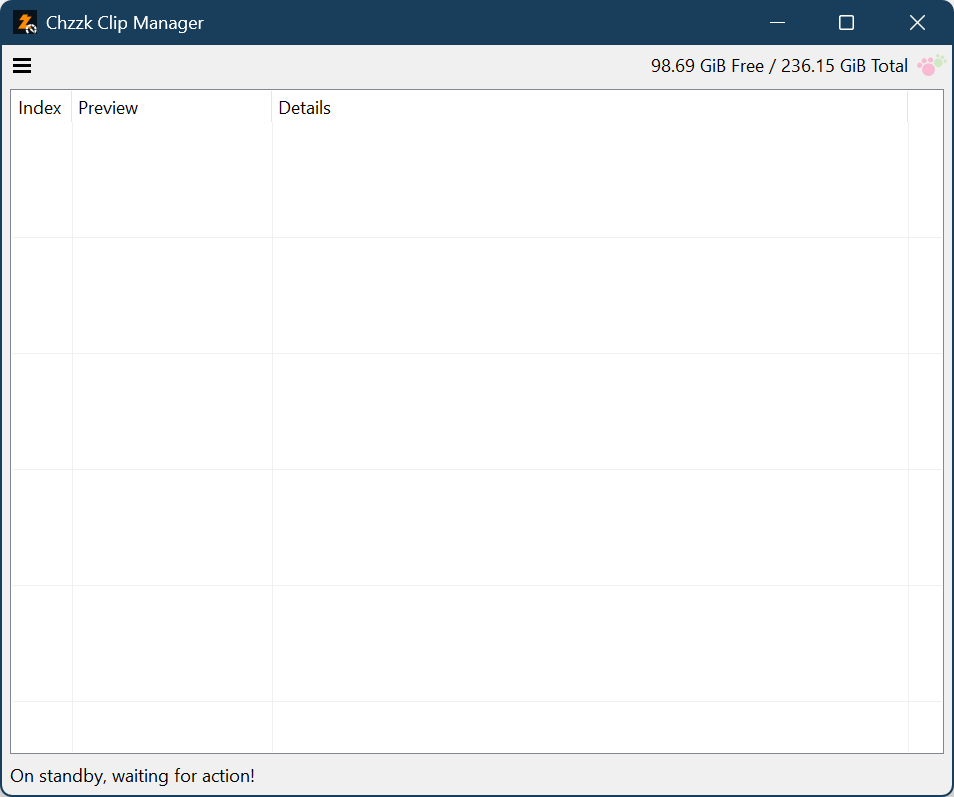 Chzzk Clip Manager
98.69 GiB Free / 236.15 GiB Total
Index Preview Details
On standby, waiting for action!